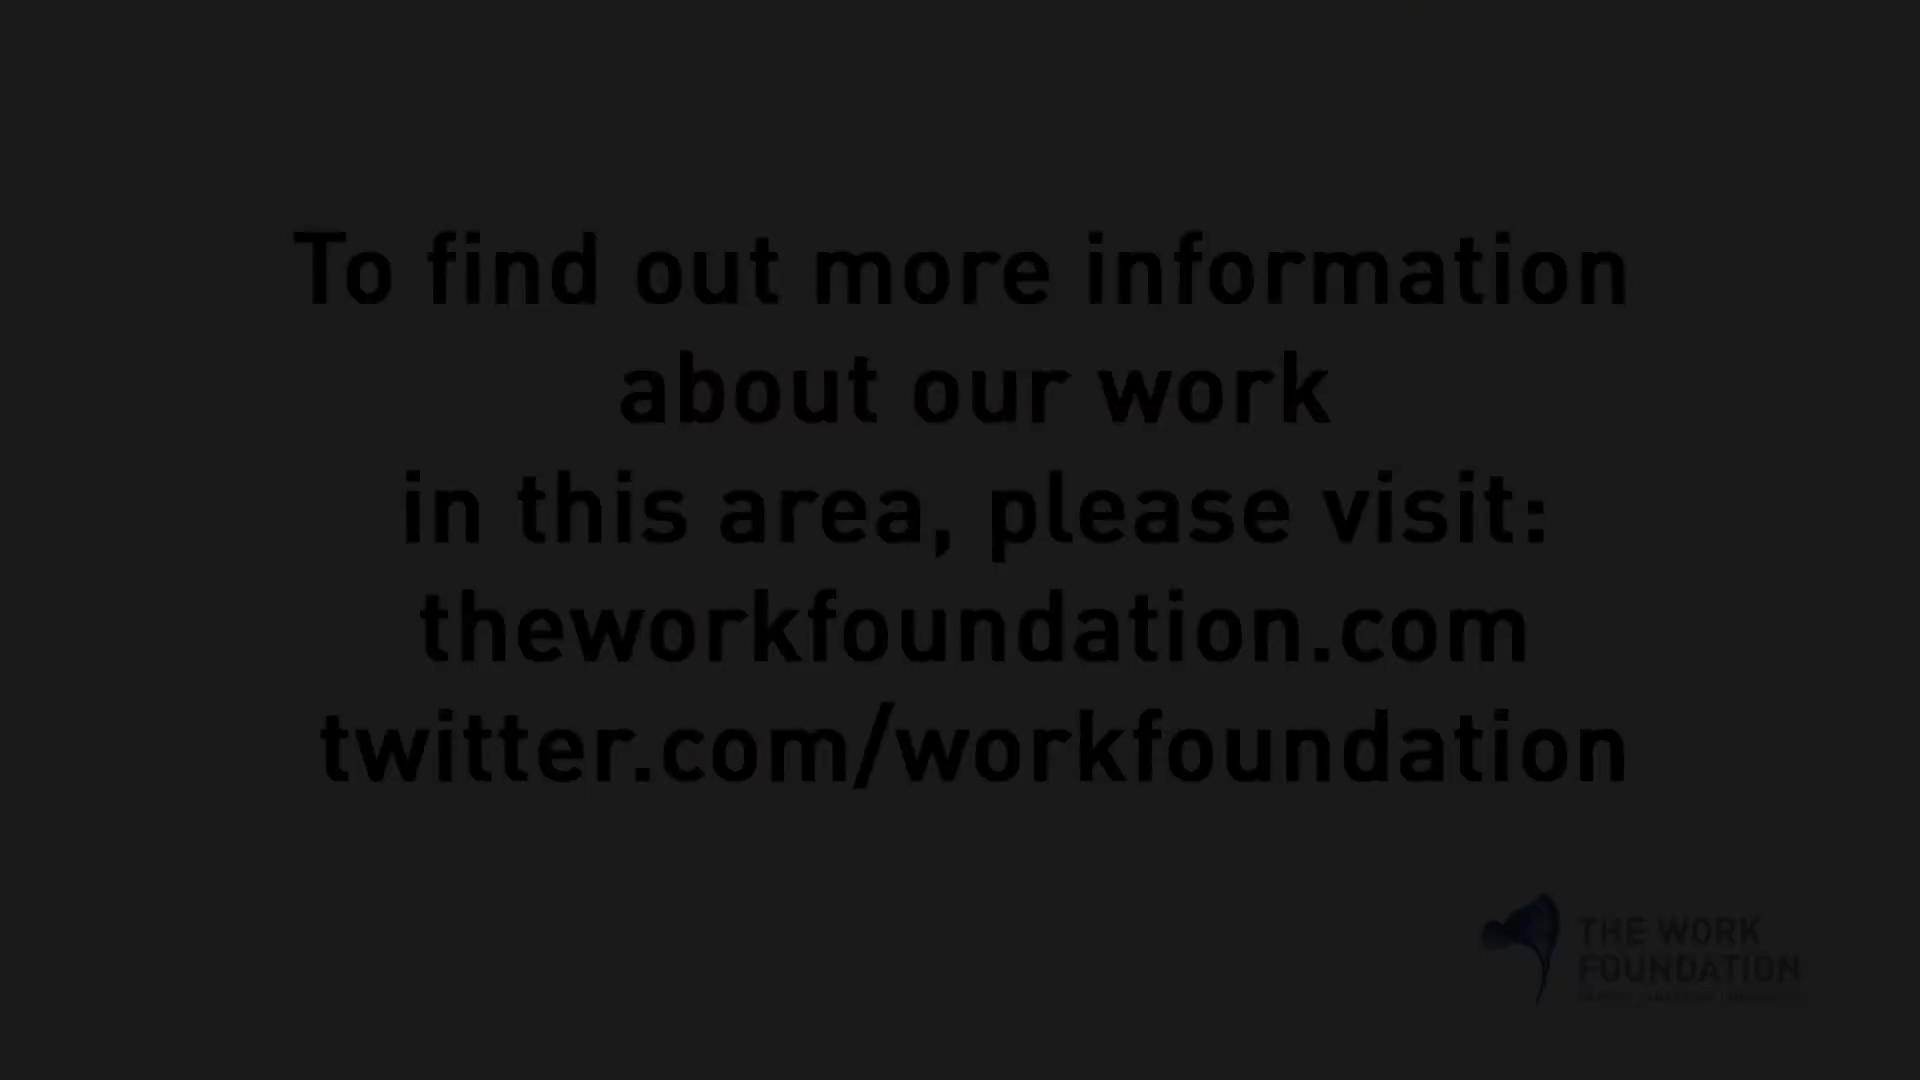 To find out more information
about our work
in this area, please visit:
theworkfoundation.com
twitter.com/workfoundation
THE WORK
FOUNDATION